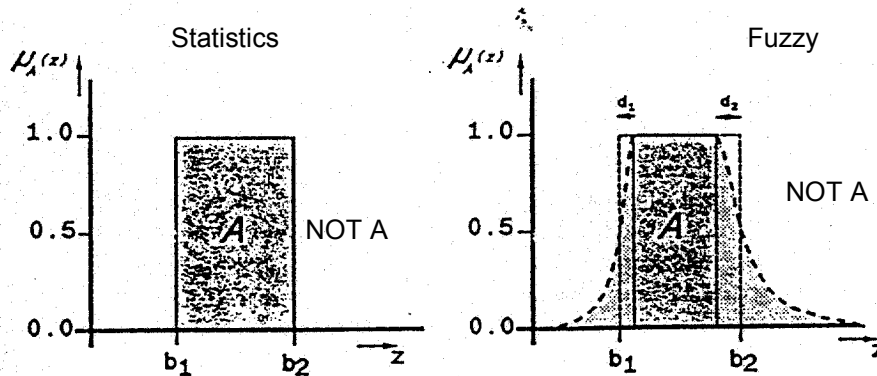 Statistics
μA(z)
1.0
0.5
0.0
A
NOT A
b1
b2
z
Fuzzy
μA(z)
d1
d2
1.0
0.5
0.0
A
NOT A
b1
b2
z